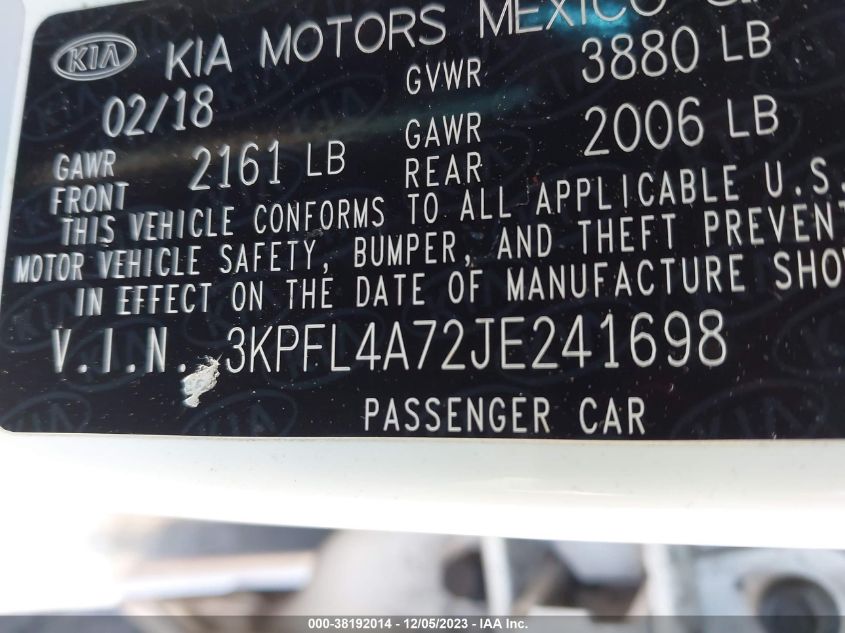 KIA KIA MOTORS MEXICO
02/18 GVWR 3880 LB
GAWR FRONT 2161 LB GAWR REAR 2006 LB
THIS VEHICLE CONFORMS TO ALL APPLICABLE U.S.
MOTOR VEHICLE SAFETY, BUMPER, AND THEFT PREVENT
IN EFFECT ON THE DATE OF MANUFACTURE SHO
V.I.N. 3KPFL4A72JE241698
PASSENGER CAR
000-38192014 - 12/05/2023 - IAA Inc.